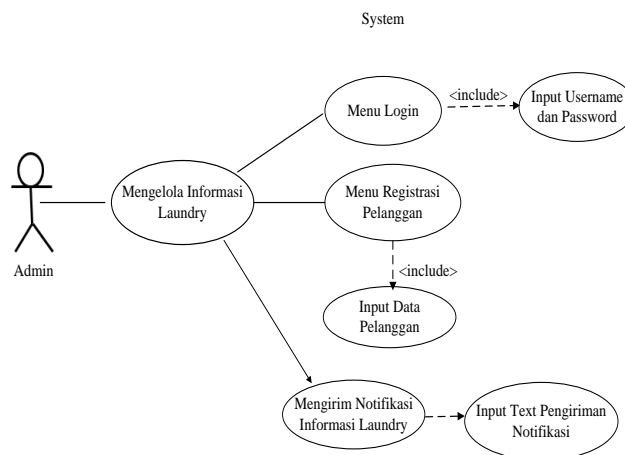 System
<include>
Menu Login
Input Username
dan Password
Mengelola Informasi
Laundry
Menu Registrasi
Pelanggan
Admin
<include>
Input Data
Pelanggan
Mengirim Notifikasi
Informasi Laundry
Input Text Pengiriman
Notifikasi